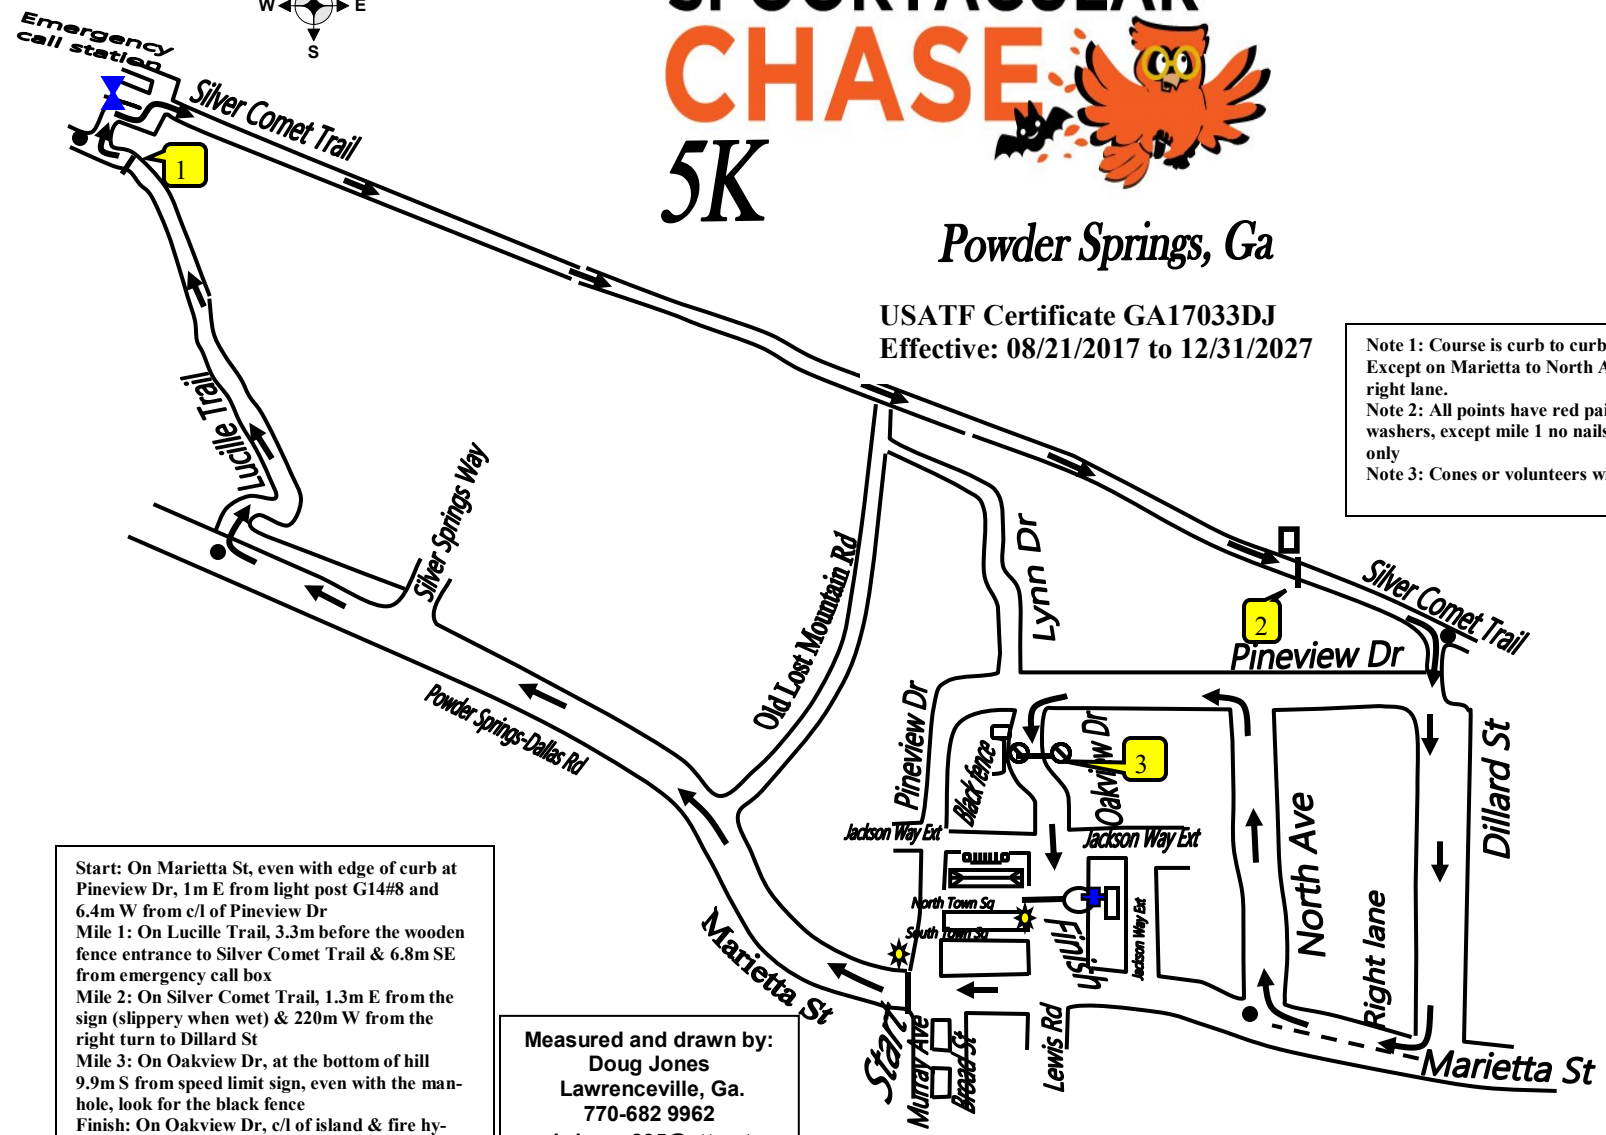 W E
S
SPOOKTACULAR
CHASE
5K
Powder Springs, Ga
USATF Certificate GA17033DJ
Effective: 08/21/2017 to 12/31/2027
Emergency
call station
Silver Comet Trail
1
Lucille Trail
Silver Springs Way
Powder Springs-Dallas Rd
Old Lost Mountain Rd
Lynn Dr
Note 1: Course is curb to curb
Except on Marietta to North A
right lane.
Note 2: All points have red pai
washers, except mile 1 no nails
only
Note 3: Cones or volunteers wi
2
Silver Comet Trail
Pineview Dr
Pineview Dr
Black fence
Oakview Dr
3
Dillard St
Jackson Way Ext
Jackson Way Ext
North Ave
Right lane
North Town Sq
South Town Sq
Finish
Jackson Way Ext
Marietta St
Start
Murray Ave
Broad St
Lewis Rd
Marietta St
Start: On Marietta St, even with edge of curb at
Pineview Dr, 1m E from light post G14#8 and
6.4m W from c/l of Pineview Dr
Mile 1: On Lucille Trail, 3.3m before the wooden
fence entrance to Silver Comet Trail & 6.8m SE
from emergency call box
Mile 2: On Silver Comet Trail, 1.3m E from the
sign (slippery when wet) & 220m W from the
right turn to Dillard St
Mile 3: On Oakview Dr, at the bottom of hill
9.9m S from speed limit sign, even with the man-
hole, look for the black fence
Finish: On Oakview Dr, c/l of island & fire hy-
Measured and drawn by:
Doug Jones
Lawrenceville, Ga.
770-682 9962